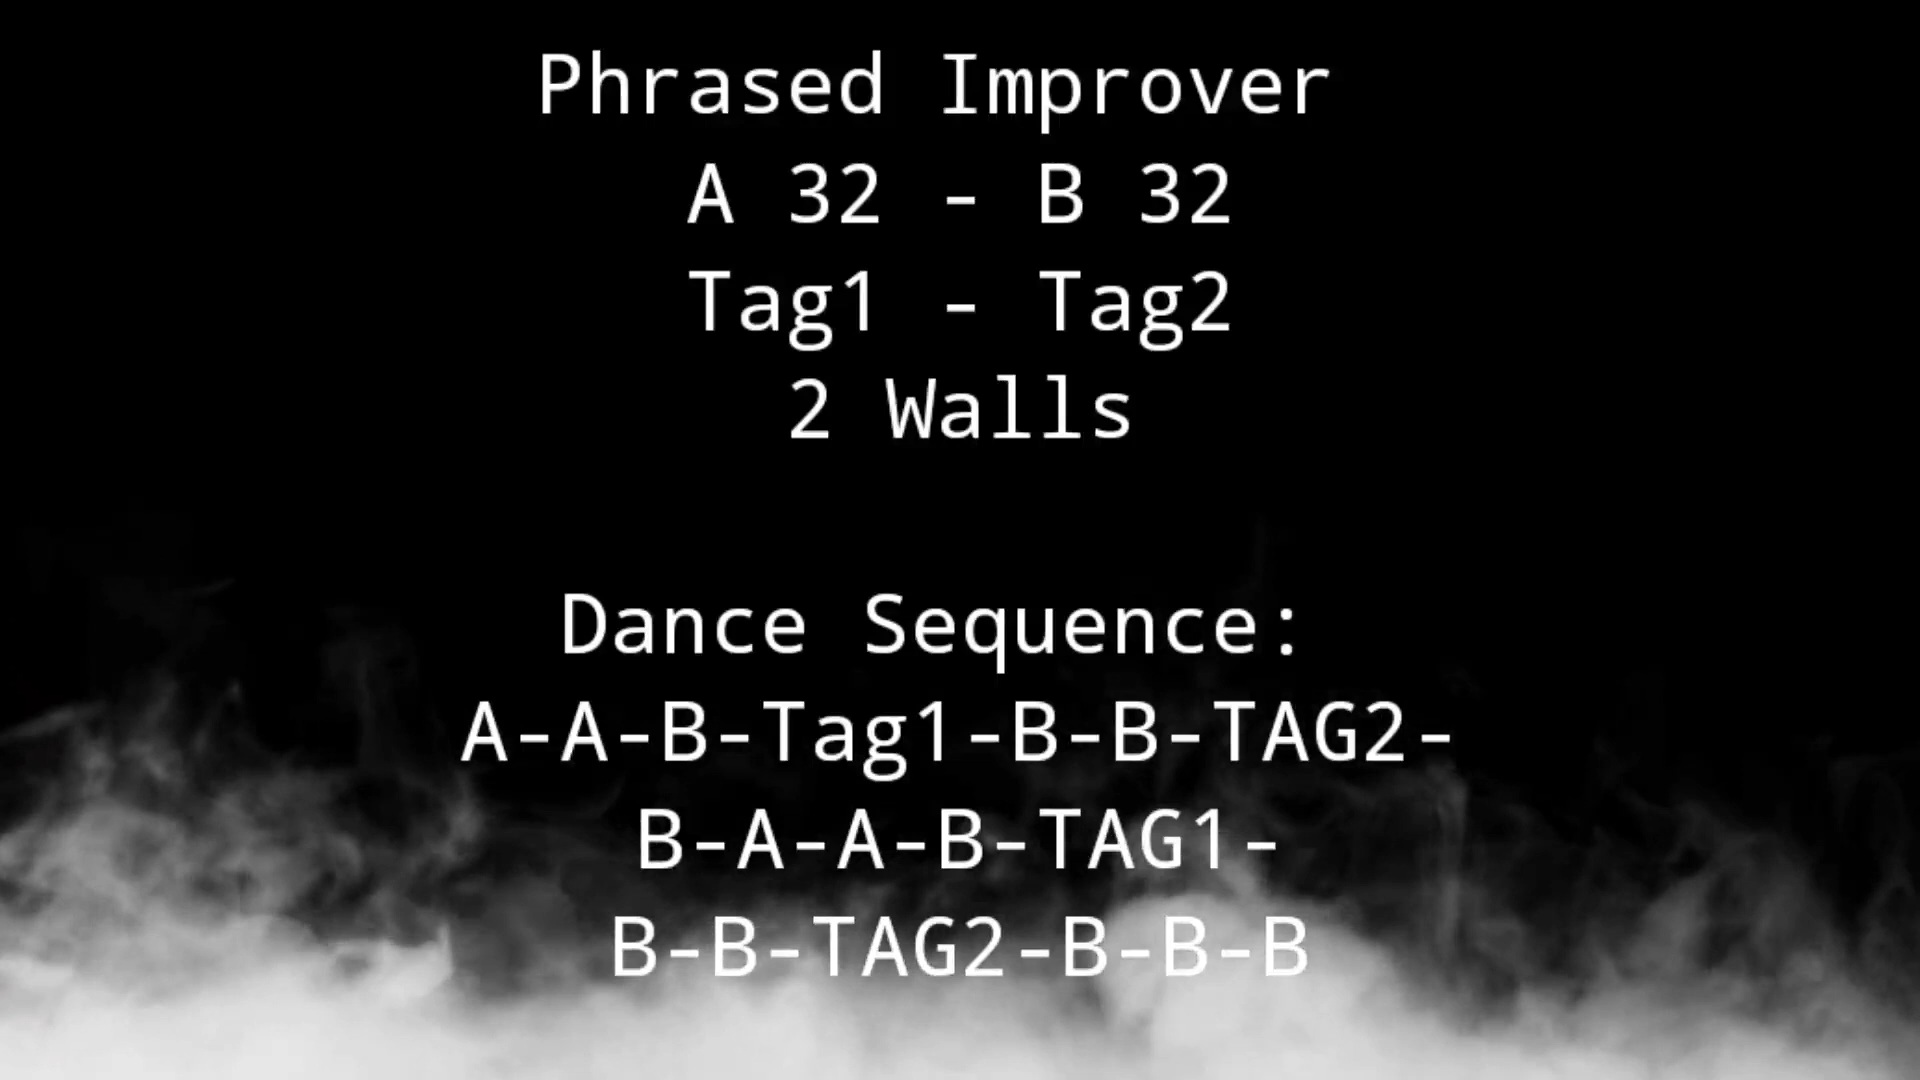 Phrased Improver
A 32 - B 32
Tag1 - Tag2
2 Walls
Dance Sequence:
A-A-B-Tag1-B-B-TAG2-
B-A-A-B-TAG1-
B-B-TAG2-B-B-B